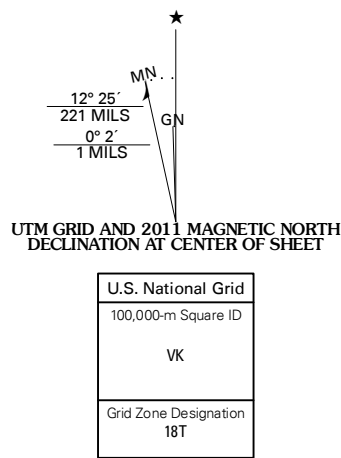 ★
MN
12° 25´
221 MILS
GN
0° 2´
1 MILS
UTM GRID AND 2011 MAGNETIC NORTH
DECLINATION AT CENTER OF SHEET
U.S. National Grid
100,000-m Square ID
VK
Grid Zone Designation
18T